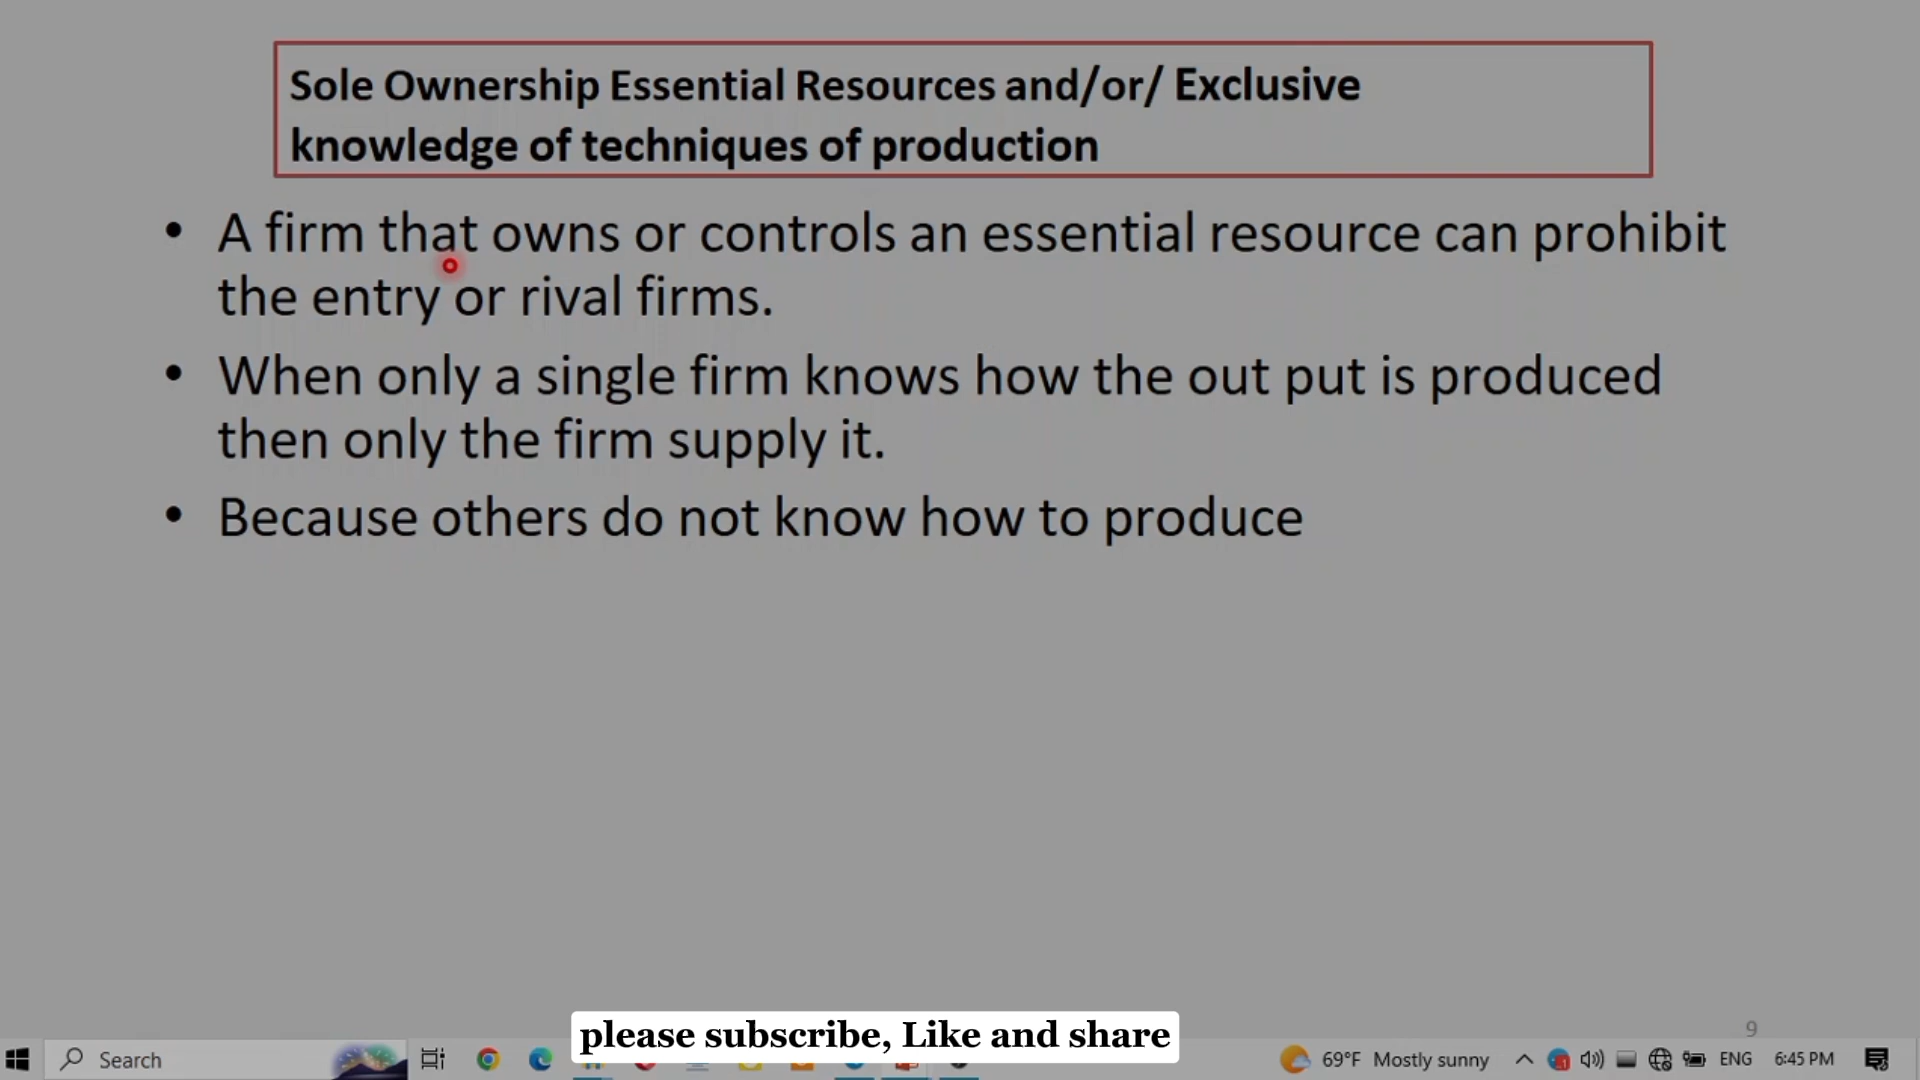 Sole Ownership Essential Resources and/or/ Exclusive
knowledge of techniques of production
• A firm that owns or controls an essential resource can prohibit
the entry or rival firms.
• When only a single firm knows how the out put is produced
then only the firm supply it.
• Because others do not know how to produce
9
please subscribe, Like and share
Search
69°F Mostly sunny
ENG
6:45 PM